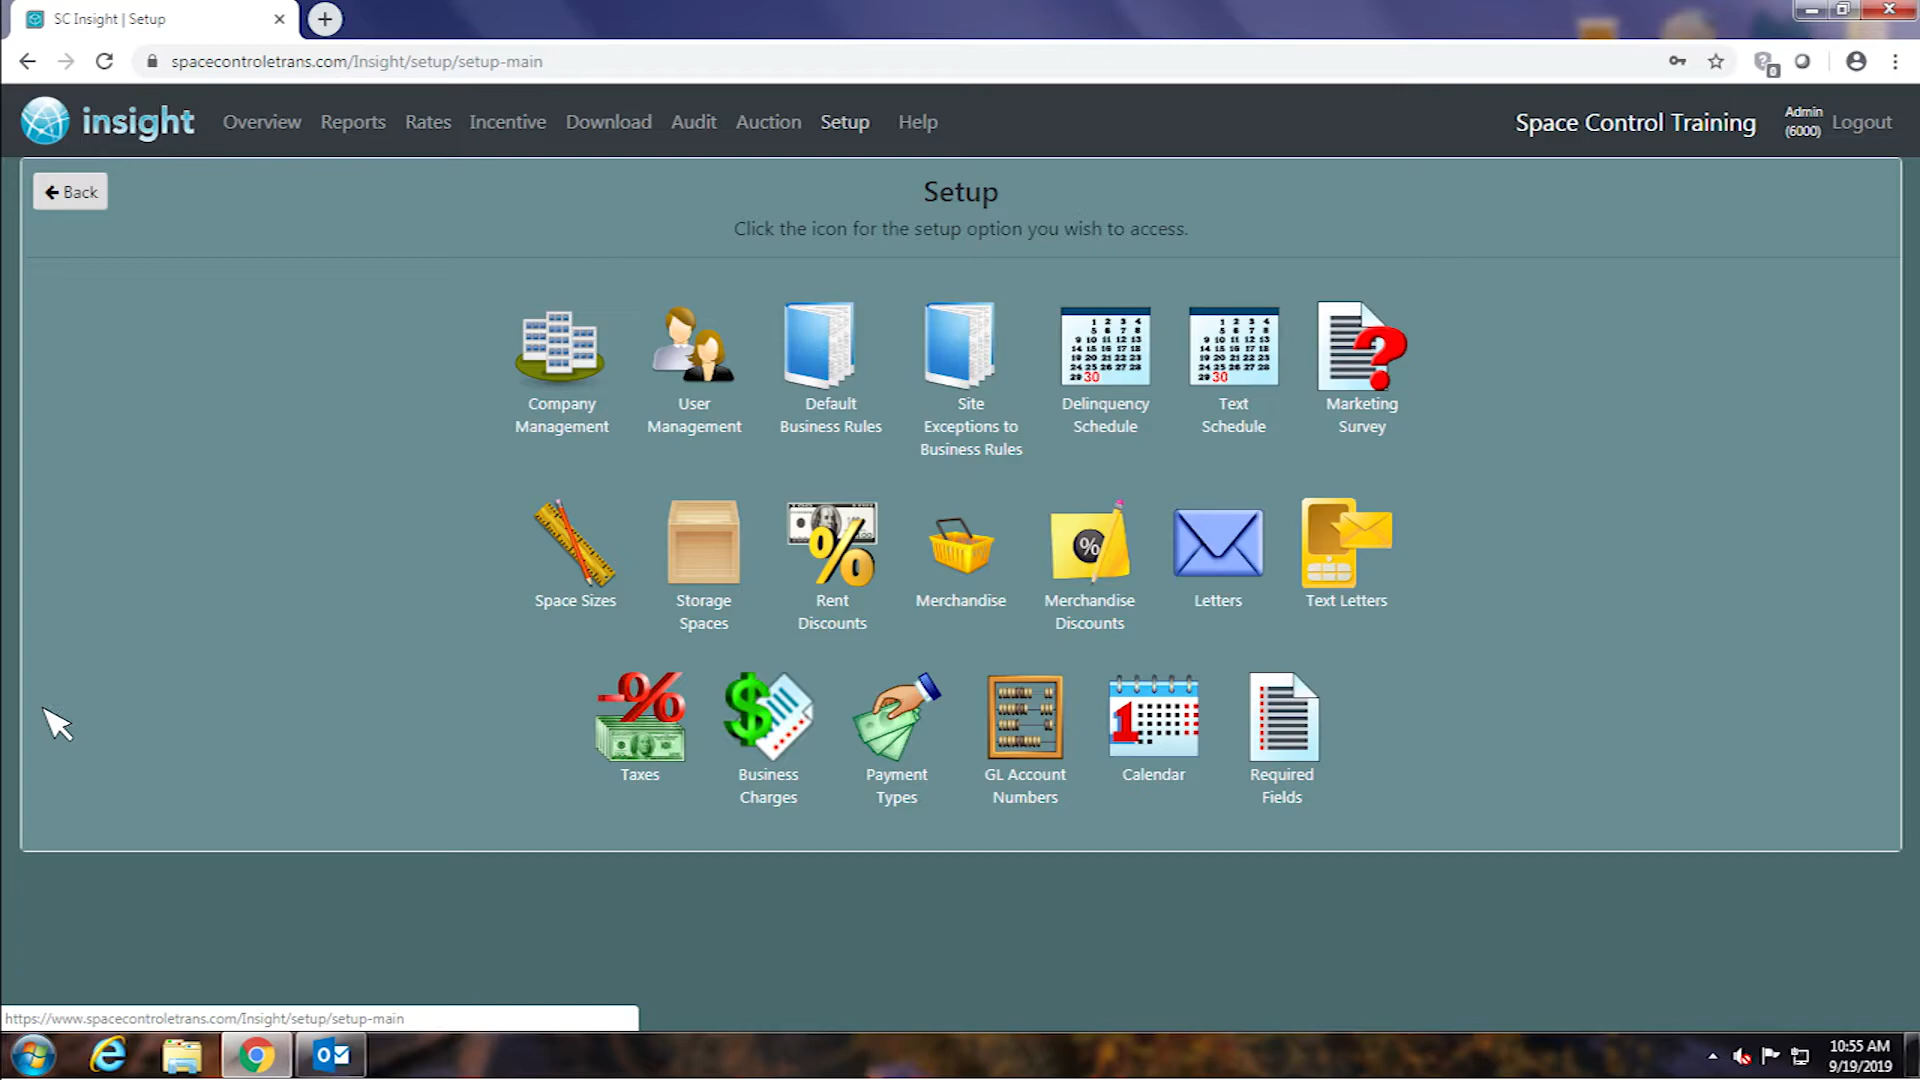 SC Insight | Setup
spacecontroletrans.com/Insight/setup/setup-main
0
insight Overview Reports Rates Incentive Download Audit Auction Setup Help Space Control Training Admin (6000) Logout
Back
Setup
Click the icon for the setup option you wish to access.
Company Management
User Management
Default Business Rules
Site Exceptions to Business Rules
Delinquency Schedule
Text Schedule
Marketing Survey
Space Sizes
Storage Spaces
Rent Discounts
Merchandise
Merchandise Discounts
Letters
Text Letters
Taxes
Business Charges
Payment Types
GL Account Numbers
Calendar
Required Fields
https://www.spacecontroletrans.com/Insight/setup/setup-main
10:55 AM
9/19/2019